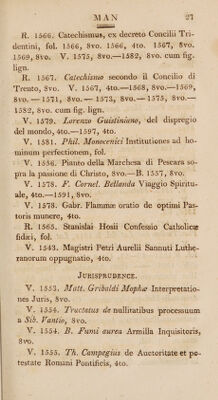 MAN 27
R. 1566. Catechismus, ex decreto Concilii Tri-
dentini, fol. 1566, 8vo. 1566, 4to. 1567, 8vo.
1569, 8vo. V. 1575, 8vo.—1582, 8vo. cum fig.
lign.
R. 1567. Catechismo secondo il Concilio di
Trento, 8vo. V. 1567, 4to.—1568, 8vo.—1569,
8vo. — 1571, 8vo. — 1573, 8vo. — 1575, 8vo.—
1582, 8vo. cum fig. lign.
V. 1579. Lorenzo Guistiniano, del dispregio
del mondo, 4to.—1597, 4to.
V. 1581. Phil. Monecenici Institutiones ad ho-
minum perfectionem, fol.
V. 1556. Pianto della Marchesa di Pescara so-
pra la passione di Christo, 8vo.—B. 1557, 8vo.
V. 1578. F. Cornel. Bellanda Viaggio Spiritu-
ale, 4to.—1591, 8vo.
V. 1578. Gabr. Flammæ oratio de optimi Pas-
toris munere, 4to.
R. 1565. Stanislai Hosii Confessio Catholicæ
fidæi, fol.
V. 1543. Magistri Petri Aurelii Sannuti Luthe-
ranorum oppugnatio, 4to.
JURISPRUDENCE.
V. 1553. Matt. Gribaldi Mophæ Interpretatio-
nes Juris, 8vo.
V. 1554. Tractatus de nullitatibus processuum
a Sib. Vantio, 8vo.
V. 1554. B. Fumi aurea Armilla Inquisitoris,
8vo.
V. 1555. Th. Campegius de Auctoritate et po-
testate Romani Pontificis, 4to.